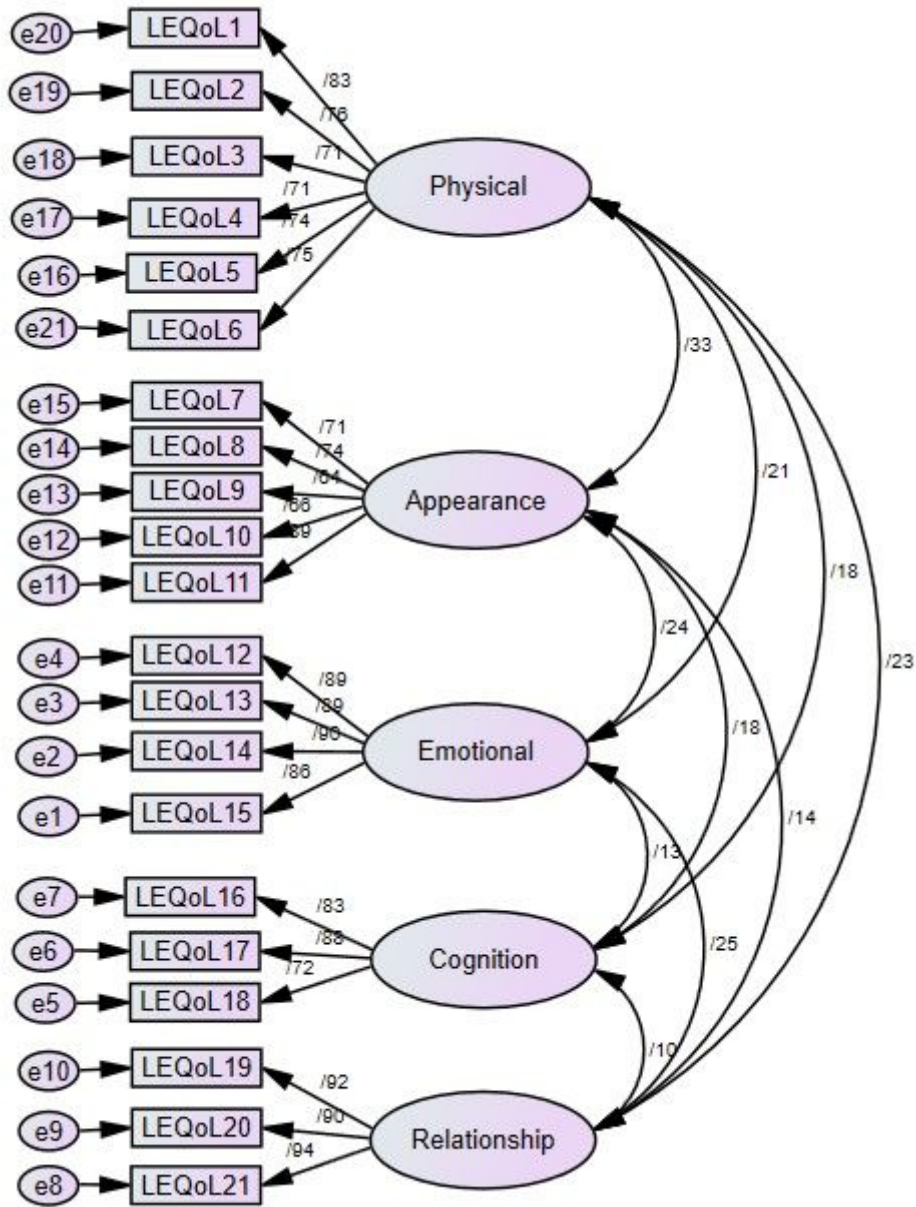 e20 LEQoL1
/83
e19 LEQoL2
/76
e18 LEQoL3
/71
Physical
/71
e17 LEQoL4
/74
e16 LEQoL5
/75
e21 LEQoL6
/33
e15 LEQoL7
/71
e14 LEQoL8
/74
/21
e13 LEQoL9
/64
Appearance
/66
e12 LEQoL10
e11 LEQoL11
/18
/24
e4 LEQoL12
/23
/89
e3 LEQoL13
/89
/18
e2 LEQoL14
/90
Emotional
/86
e1 LEQoL15
/14
/13
e7 LEQoL16
/83
e6 LEQoL17
/88
/25
Cognition
/72
e5 LEQoL18
/10
e10 LEQoL19
/92
e9 LEQoL20
/90
Relationship
/94
e8 LEQoL21